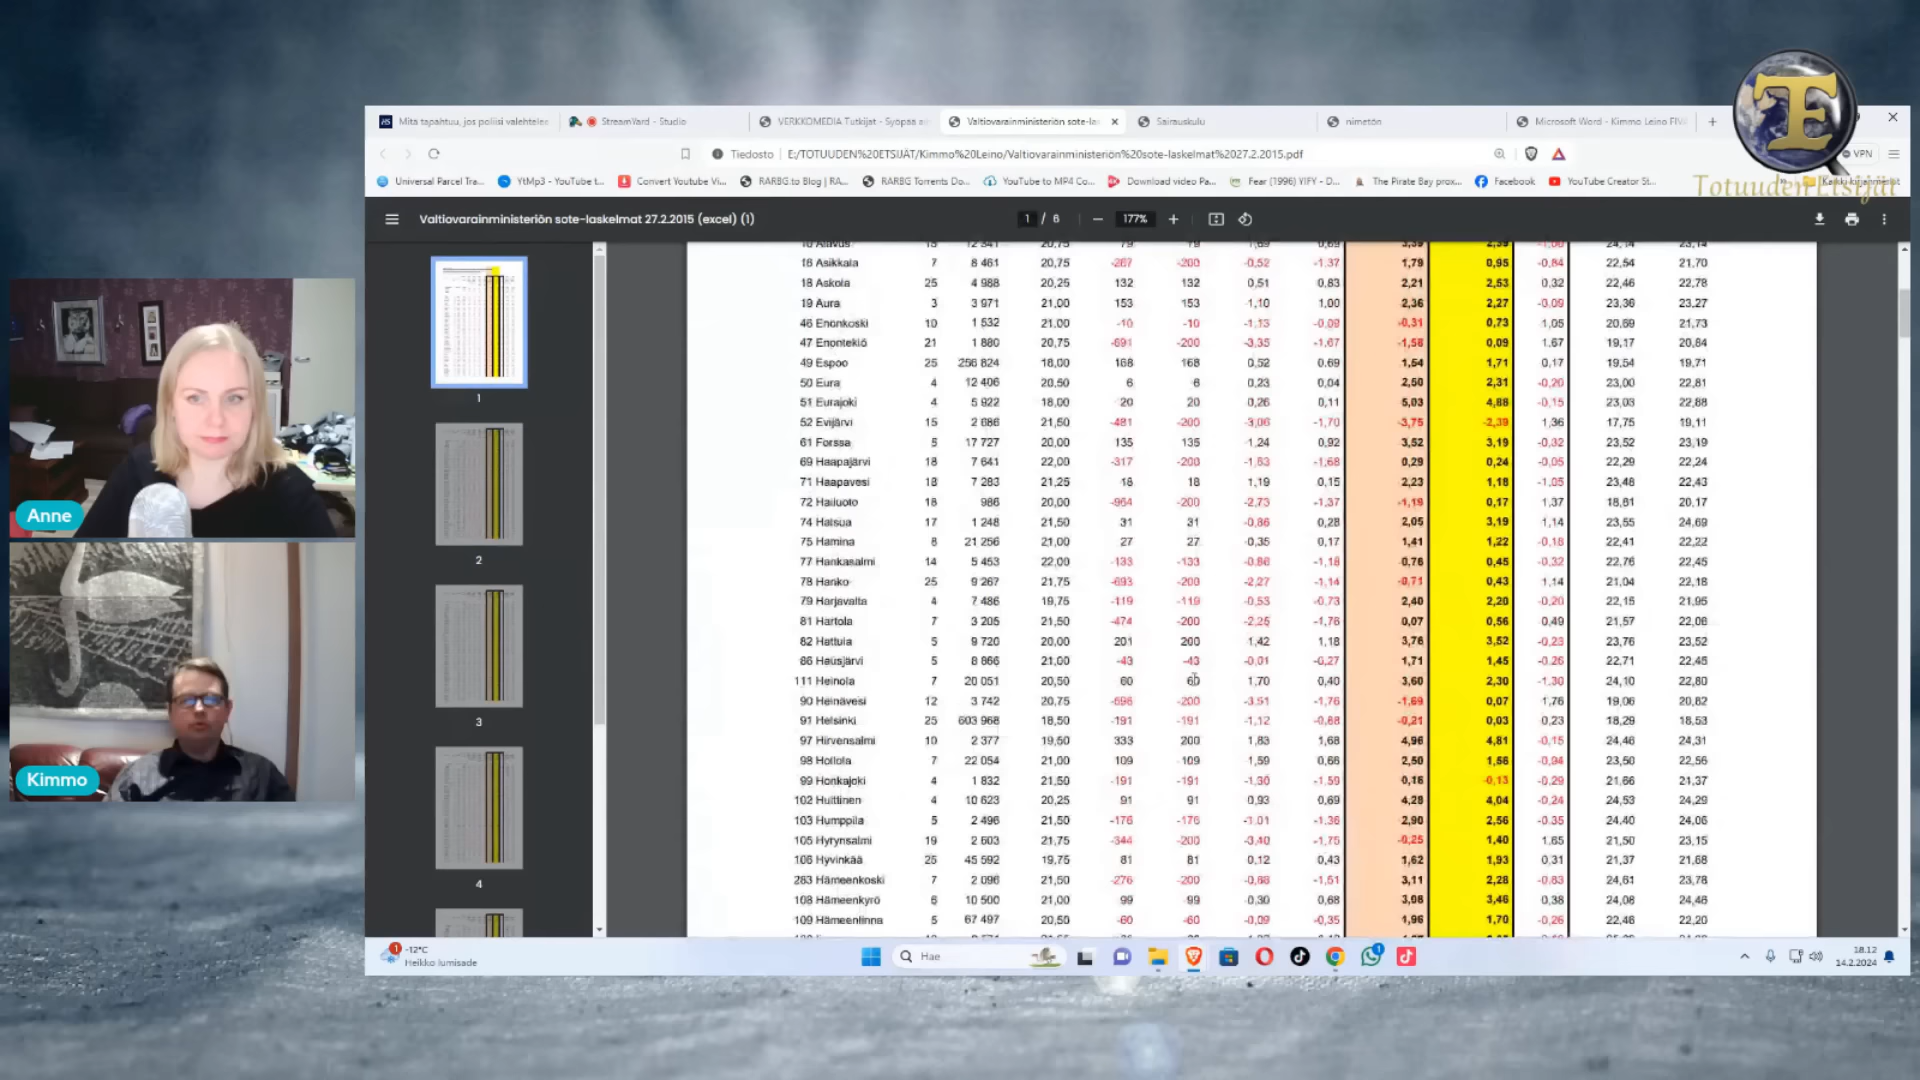 Totuuden Etsijät
Mitä tapahtuu, jos poliisi valehtelee
StreamYard - Studio
VERKKOMEDIA Tutkijat - Syöpää
Valtiovarainministeriön sote-las
Sairauskulu
nimetön
Microsoft Word - Kimmo Leino
Tiedosto
E:/TOTUUDEN%20ETSIJÄT/Kimmo%20Leino/Valtiovarainministeriön%20sote-laskelmat%2027.2.2015.pdf
VPN
Universal Parcel Tra...
YtMp3 - YouTube t...
Convert Youtube Vi...
RARBG.to Blog | RA...
RARBG Torrents Do...
YouTube to MP4 Co...
Download video Pa...
Fear (1996) YIFY - D...
The Pirate Bay prox...
Facebook
YouTube Creator St...
Valtiovarainministeriön sote-laskelmat 27.2.2015 (excel) (1)
1 / 6
177%
16 Asikkala 7 8 461 20,75 -267 -200 -0,52 -1,37 1,79 0,95 -0,84 22,54 21,70
18 Askola 25 4 988 20,25 132 132 0,51 0,83 2,21 2,53 0,32 22,46 22,78
19 Aura 3 3 971 21,00 153 153 -1,10 1,00 2,36 2,27 -0,09 23,36 23,27
46 Enonkoski 10 1 532 21,00 -10 -10 -1,13 -0,09 -0,31 0,73 1,05 20,69 21,73
47 Enontekiö 21 1 880 20,75 -691 -200 -3,35 -1,67 -1,58 0,09 1,67 19,17 20,84
49 Espoo 25 256 824 18,00 168 168 0,52 0,69 1,54 1,71 0,17 19,54 19,71
50 Eura 4 12 406 20,50 6 6 0,23 0,04 2,50 2,31 -0,20 23,00 22,81
51 Eurajoki 4 5 922 18,00 20 20 0,26 0,11 5,03 4,88 -0,15 23,03 22,88
52 Evijärvi 15 2 686 21,50 -481 -200 -3,06 -1,70 -3,75 -2,39 1,36 17,75 19,11
61 Forssa 5 17 727 20,00 135 135 1,24 0,92 3,52 3,19 -0,32 23,52 23,19
69 Haapajärvi 18 7 641 22,00 -317 -200 -1,63 -1,68 0,29 0,24 -0,05 22,29 22,24
71 Haapavesi 18 7 283 21,25 18 18 1,19 0,15 2,23 1,18 -1,05 23,48 22,43
72 Hailuoto 18 986 20,00 -964 -200 -2,73 -1,37 -1,19 0,17 1,37 18,81 20,17
74 Halsua 17 1 248 21,50 31 31 -0,86 0,28 2,05 3,19 1,14 23,55 24,69
75 Hamina 8 21 256 21,00 27 27 0,35 0,17 1,41 1,22 -0,18 22,41 22,22
77 Hankasalmi 14 5 453 22,00 -133 -133 -0,86 -1,18 0,76 0,45 -0,32 22,76 22,45
78 Hanko 25 9 267 21,75 -693 -200 -2,27 -1,14 -0,71 0,43 1,14 21,04 22,18
79 Harjavalta 4 7 486 19,75 -119 -119 -0,53 -0,73 2,40 2,20 -0,20 22,15 21,95
81 Hartola 7 3 205 21,50 -474 -200 -2,25 -1,76 0,07 0,56 0,49 21,57 22,06
82 Hattula 5 9 720 20,00 201 200 1,42 1,18 3,76 3,52 -0,23 23,76 23,52
86 Hausjärvi 5 8 866 21,00 -43 -43 -0,01 -0,27 1,71 1,45 -0,26 22,71 22,45
111 Heinola 7 20 051 20,50 60 60 1,70 0,40 3,60 2,30 -1,30 24,10 22,80
90 Heinävesi 12 3 742 20,75 -696 -200 -3,51 -1,76 -1,69 0,07 1,76 19,06 20,82
91 Helsinki 25 603 968 18,50 -191 -191 -1,12 -0,88 -0,21 0,03 0,23 18,29 18,53
97 Hirvensalmi 10 2 377 19,50 333 200 1,83 1,68 4,96 4,81 -0,15 24,46 24,31
98 Hollola 7 22 054 21,00 109 109 1,59 0,66 2,50 1,56 -0,94 23,50 22,56
99 Honkajoki 4 1 832 21,50 -191 -191 -1,30 -1,59 0,16 -0,13 -0,29 21,66 21,37
102 Huittinen 4 10 623 20,25 91 91 0,93 0,69 4,28 4,04 -0,24 24,53 24,29
103 Humppila 5 2 496 21,50 -176 -176 -1,01 -1,36 2,90 2,56 -0,35 24,40 24,06
105 Hyrynsalmi 19 2 603 21,75 -344 -200 -3,40 -1,75 -0,25 1,40 1,65 21,50 23,15
106 Hyvinkää 25 45 592 19,75 81 81 0,12 0,43 1,62 1,93 0,31 21,37 21,68
283 Hämeenkoski 7 2 096 21,50 -276 -200 -0,68 -1,51 3,11 2,28 -0,83 24,61 23,78
108 Hämeenkyrö 6 10 500 21,00 99 99 0,30 0,68 3,08 3,46 0,38 24,08 24,46
109 Hämeenlinna 5 67 497 20,50 -60 -60 -0,09 -0,35 1,96 1,70 -0,26 22,46 22,20
1
2
3
4
Anne
Kimmo
-12°C
Heikko lumisade
Hae
18.12
14.2.2024